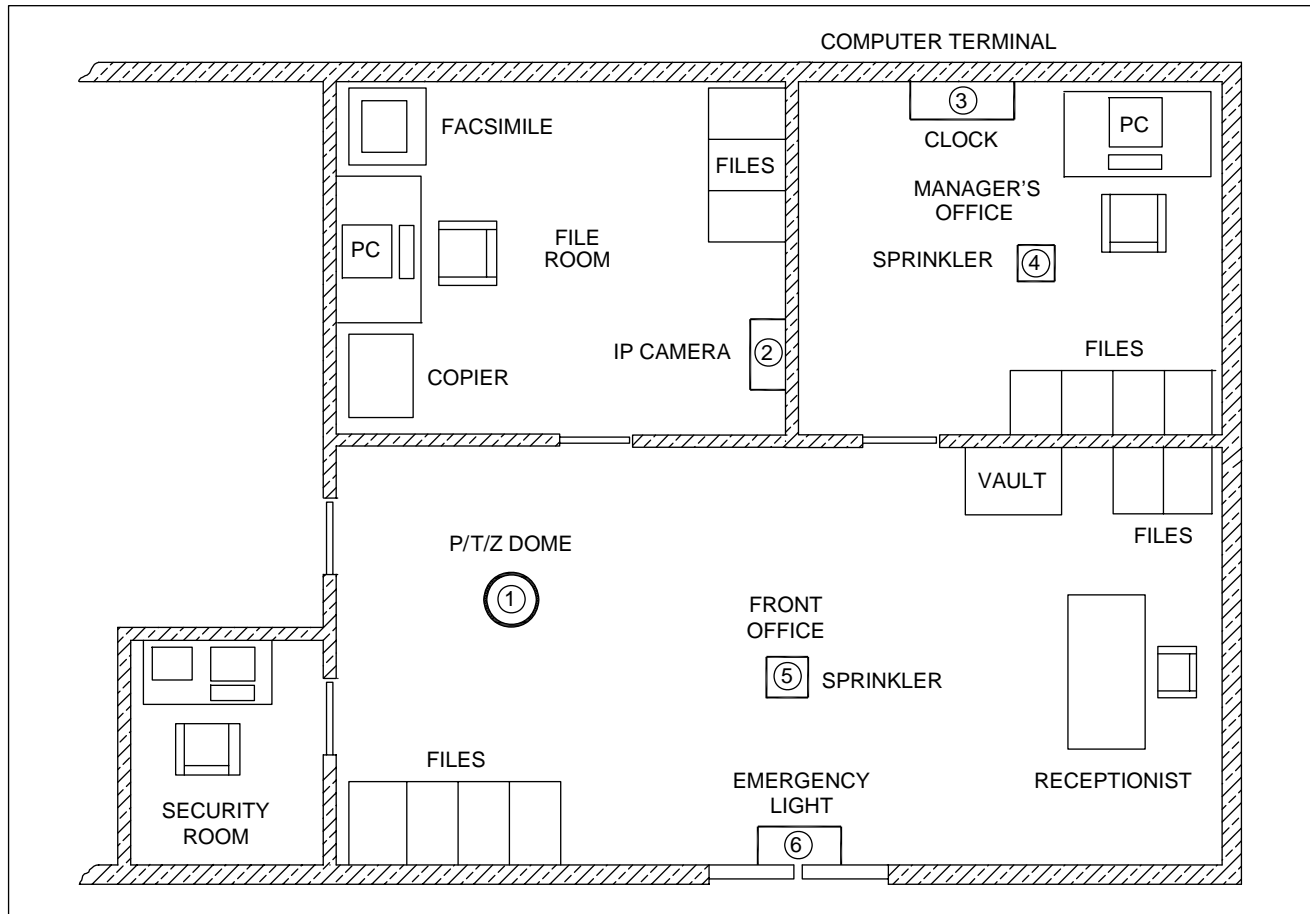 COMPUTER TERMINAL
FACSIMILE
FILES
3
CLOCK
PC
MANAGER'S
OFFICE
PC
FILE
ROOM
SPRINKLER
4
IP CAMERA
2
COPIER
FILES
VAULT
FILES
P/T/Z DOME
1
FRONT
OFFICE
5
SPRINKLER
RECEPTIONIST
FILES
EMERGENCY
LIGHT
6
SECURITY
ROOM